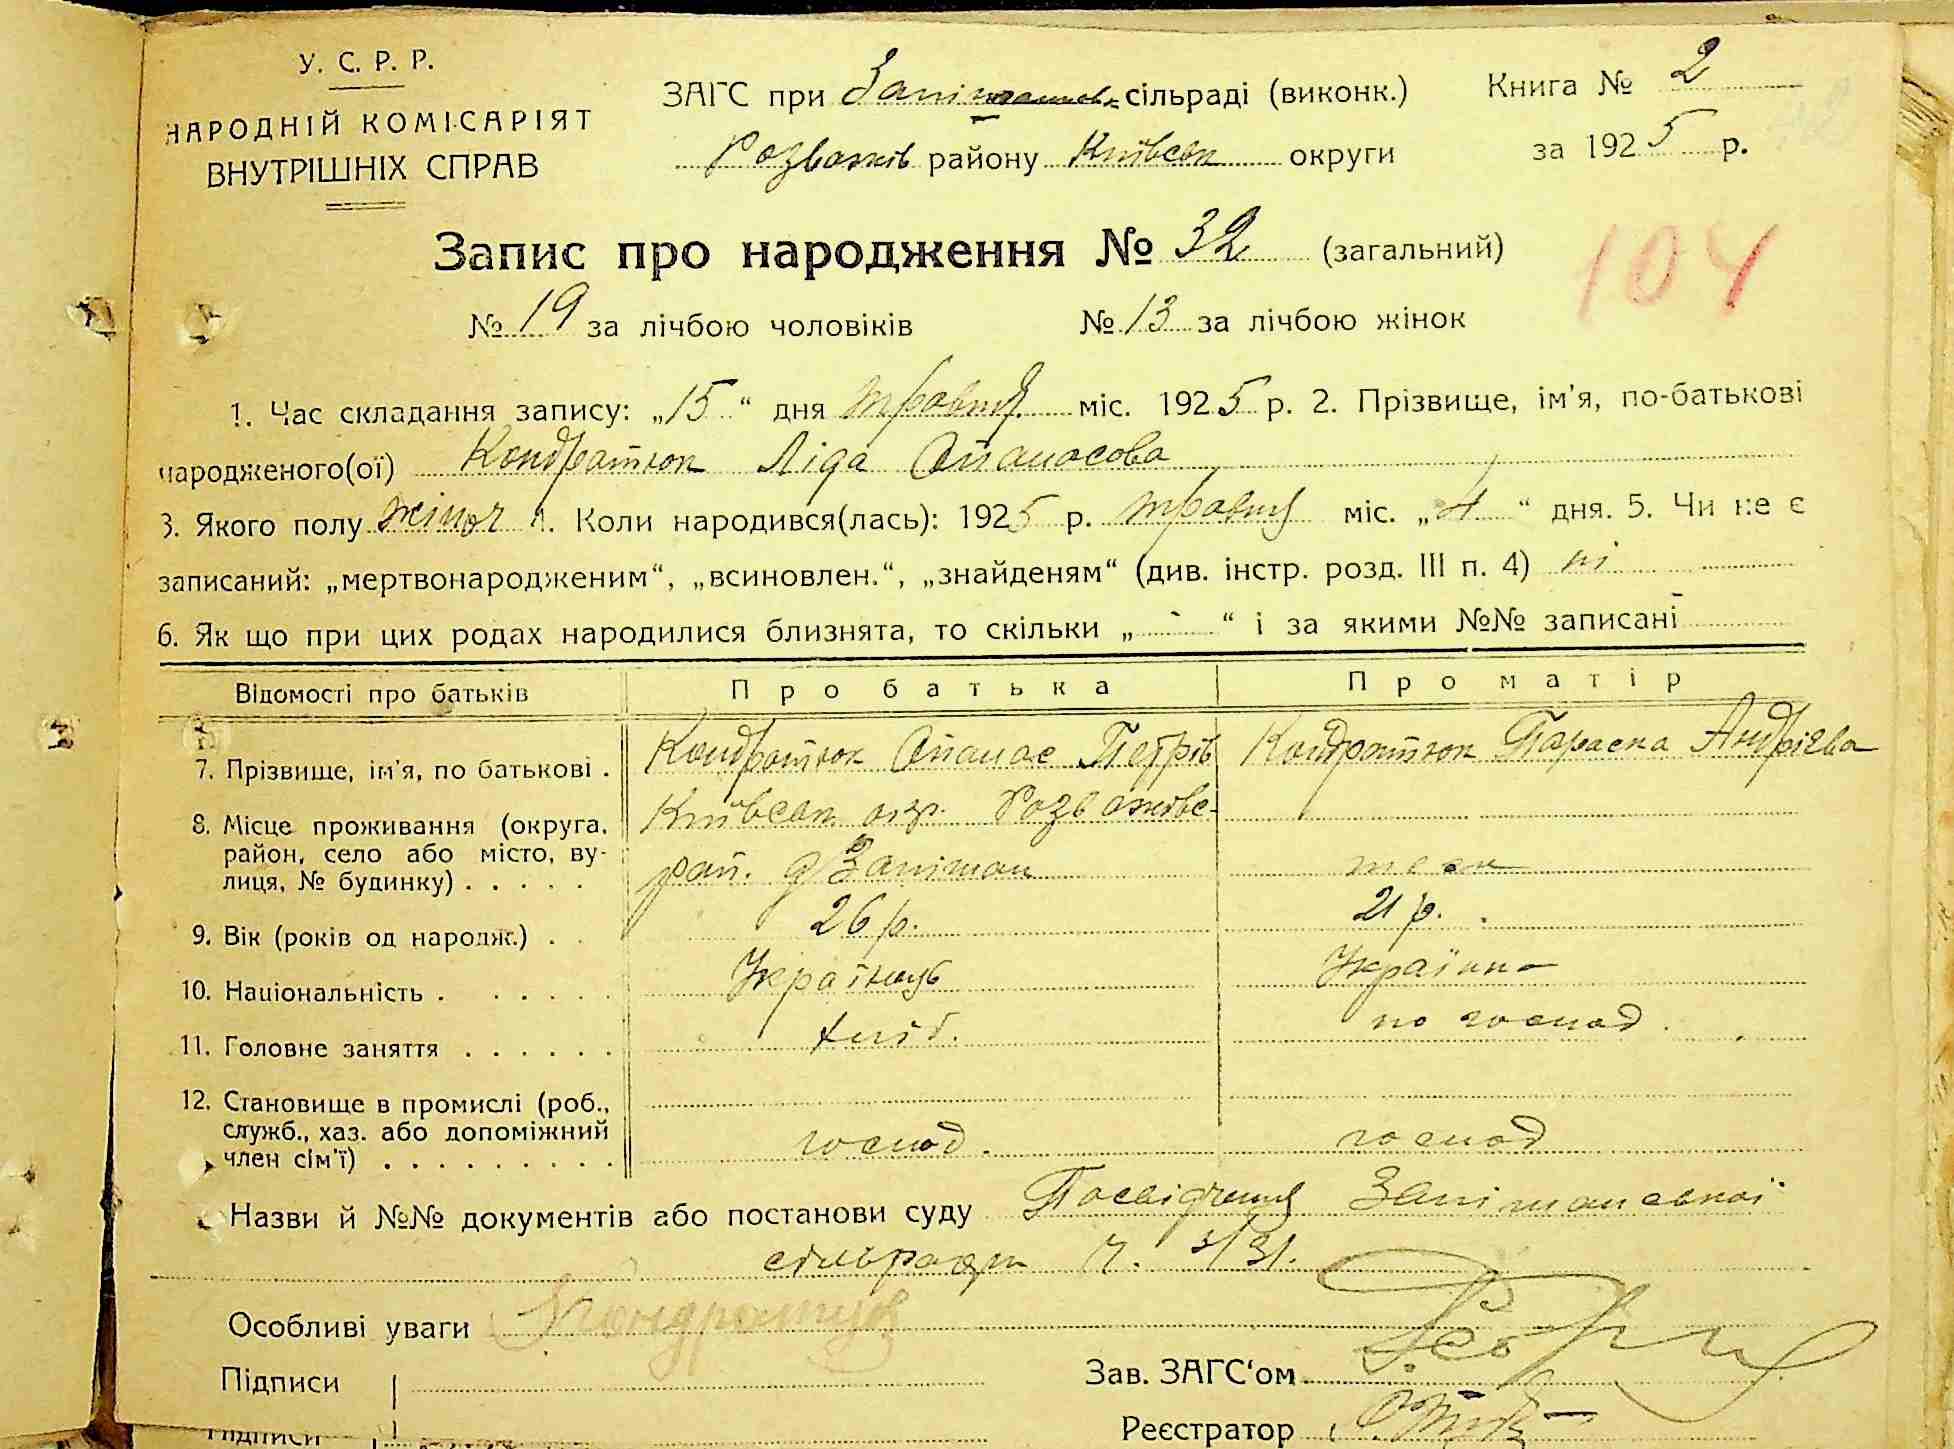 У. С. Р. Р.
НАРОДНІЙ КОМІСАРІЯТ
ВНУТРІШНІХ СПРАВ
ЗАГС при сільраді (виконк.)
Розважів району Київськ округи
Книга № 2
за 1925 р.
Запис про народження № 32 (загальний)
104
№ 19 за лічбою чоловіків № 13 за лічбою жінок
1. Час складання запису: „15“ дня травня міс. 1925 р. 2. Прізвище, ім'я, по-батькові
народженого(ої) Кондратюк Ліда Опанасова
3. Якого полу жіноч 4. Коли народився(лась): 1925 р. травня міс. „4“ дня. 5. Чи не є
записаний: „мертвонародженим“, „всиновлен.“, „знайденям“ (див. інстр. розд. III п. 4) ні
6. Як що при цих родах народилися близнята, то скільки „ - “ і за якими №№ записані -
Відомості про батьків Про батька Про матір
7. Прізвище, ім'я, по батькові . Кондратюк Опанас Петрів Кондратюк Параска Андріева
8. Місце проживання (округа, район, село або місто, вулиця, № будинку) . . . . . Київськ окр. Розважівс-
рай. Запітан теж
9. Вік (років од народж.) . . 26 р. 21 р.
10. Національність . . . . . . . Українець Українка
11. Головне заняття . . . . . . хліб. по господ.
12. Становище в промислі (роб., служб., хаз. або допоміжний член сім'ї) . . . . . . . . . господ. господ
Назви й №№ документів або постанови суду Посвідчення
сільради ч. 3/31.
Особливі уваги Кондратюк
Підписи
Зав. ЗАГС'ом
Реєстратор
Підписи